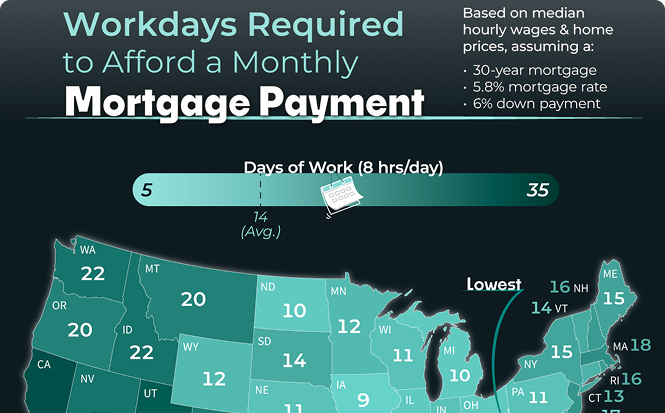 Workdays Required
to Afford a Monthly
Mortgage Payment
Based on median
hourly wages & home
prices, assuming a:
• 30-year mortgage
• 5.8% mortgage rate
• 6% down payment
Days of Work (8 hrs/day)
5
35
14
(Avg.)
WA
22
MT
20
ND
10
MN
12
Lowest
16 NH
14 VT
ME
15
OR
20
ID
22
WY
12
SD
14
WI
11
MI
10
NY
15
MA 18
RI 16
CT 13
CA
NV
UT
NE
11
IA
9
IL
IN
OH
PA
11